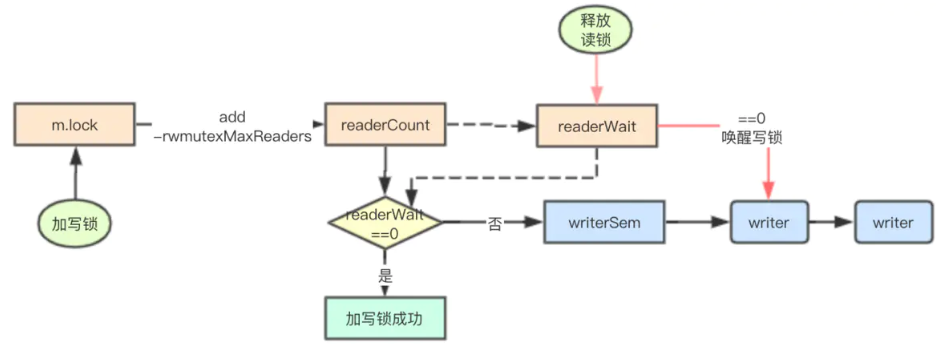 释放
读锁
m.lock
add
-rwmutexMaxReaders
readerCount
readerWait
==0
唤醒写锁
加写锁
readerWait
==0
否
writerSem
writer
writer
是
加写锁成功